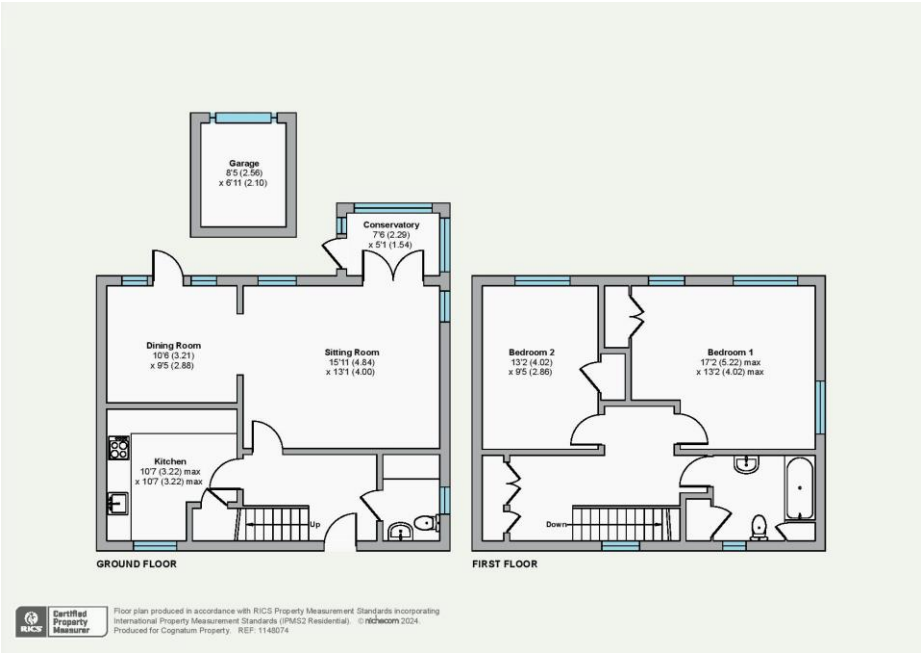 Garage
8'5 (2.56)
x 6'11 (2.10)
Conservatory
7'6 (2.29)
x 5'1 (1.54)
Dining Room
10'6 (3.21)
x 9'5 (2.88)
Sitting Room
15'11 (4.84)
x 13'1 (4.00)
Kitchen
10'7 (3.22) max
x 10'7 (3.22) max
Up
GROUND FLOOR
Bedroom 2
13'2 (4.02)
x 9'5 (2.86)
Bedroom 1
17'2 (5.22) max
x 13'2 (4.02) max
Down
FIRST FLOOR
RICS
Certified
Property
Measurer
Floor plan produced in accordance with RICS Property Measurement Standards incorporating
International Property Measurement Standards (IPMS2 Residential). © nichecom 2024.
Produced for Cognatum Property. REF: 1148074